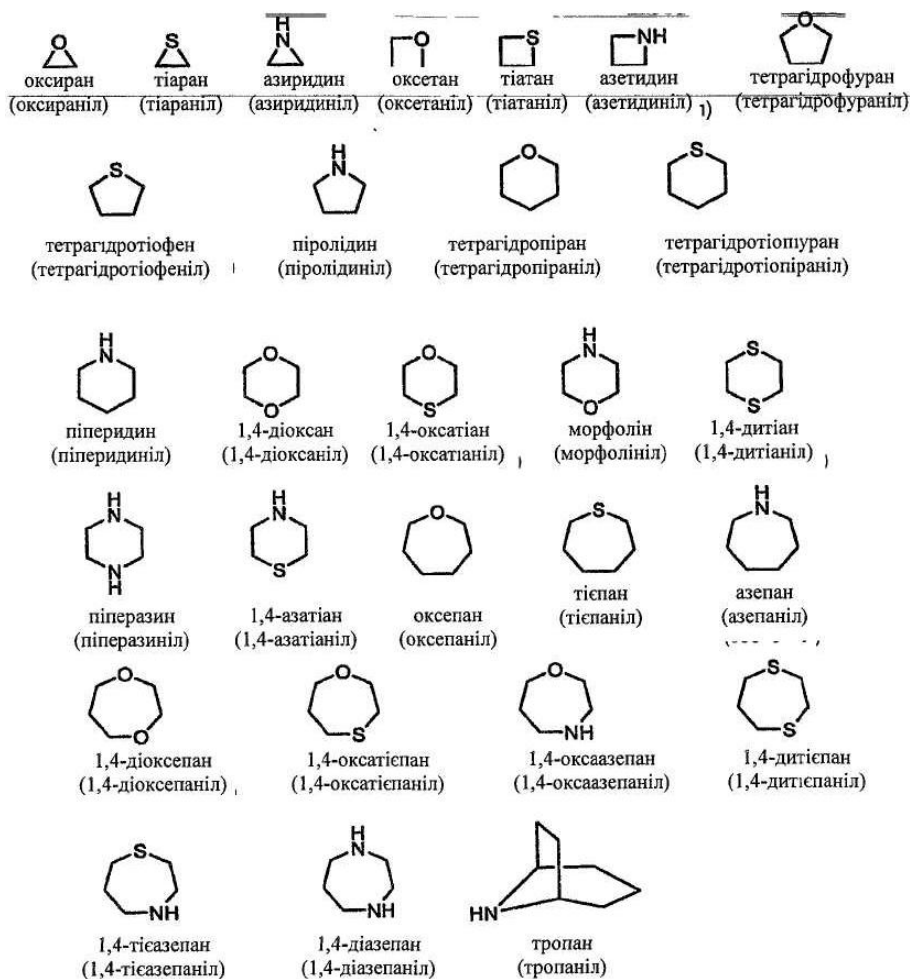 O S H N O S NH O
оксиран тіаран азиридин оксетан тіатан азетидин тетрагідрофуран
(оксираніл) (тіараніл) (азиридиніл) (оксетаніл) (тіатаніл) (азетидиніл) 1) (тетрагідрофураніл)
S H N O S
тетрагідротіофен піролідин тетрагідропіран тетрагідротіопіуран
(тетрагідротіофеніл) (піролідиніл) (тетрагідропіраніл) (тетрагідротіопіраніл)
H N O O O S H N O S S
піперидин 1,4-діоксан 1,4-оксатіан морфолін 1,4-дитіан
(піперидиніл) (1,4-діоксаніл) (1,4-оксатіаніл) (морфолініл) (1,4-дитіаніл)
H N N H H N S O S H N
піперазин 1,4-азатіан оксепан тієпан азепан
(піперазиніл) (1,4-азатіаніл) (оксепаніл) (тієпаніл) (азепаніл)
O O O S O NH S S
1,4-діоксепан 1,4-оксатієпан 1,4-оксаазепан 1,4-дитієпан
(1,4-діоксепаніл) (1,4-оксатієпаніл) (1,4-оксаазепаніл) (1,4-дитієпаніл)
S NH H N NH HN
1,4-тієазепан 1,4-діазепан тропан
(1,4-тієазепаніл) (1,4-діазепаніл) (тропаніл)